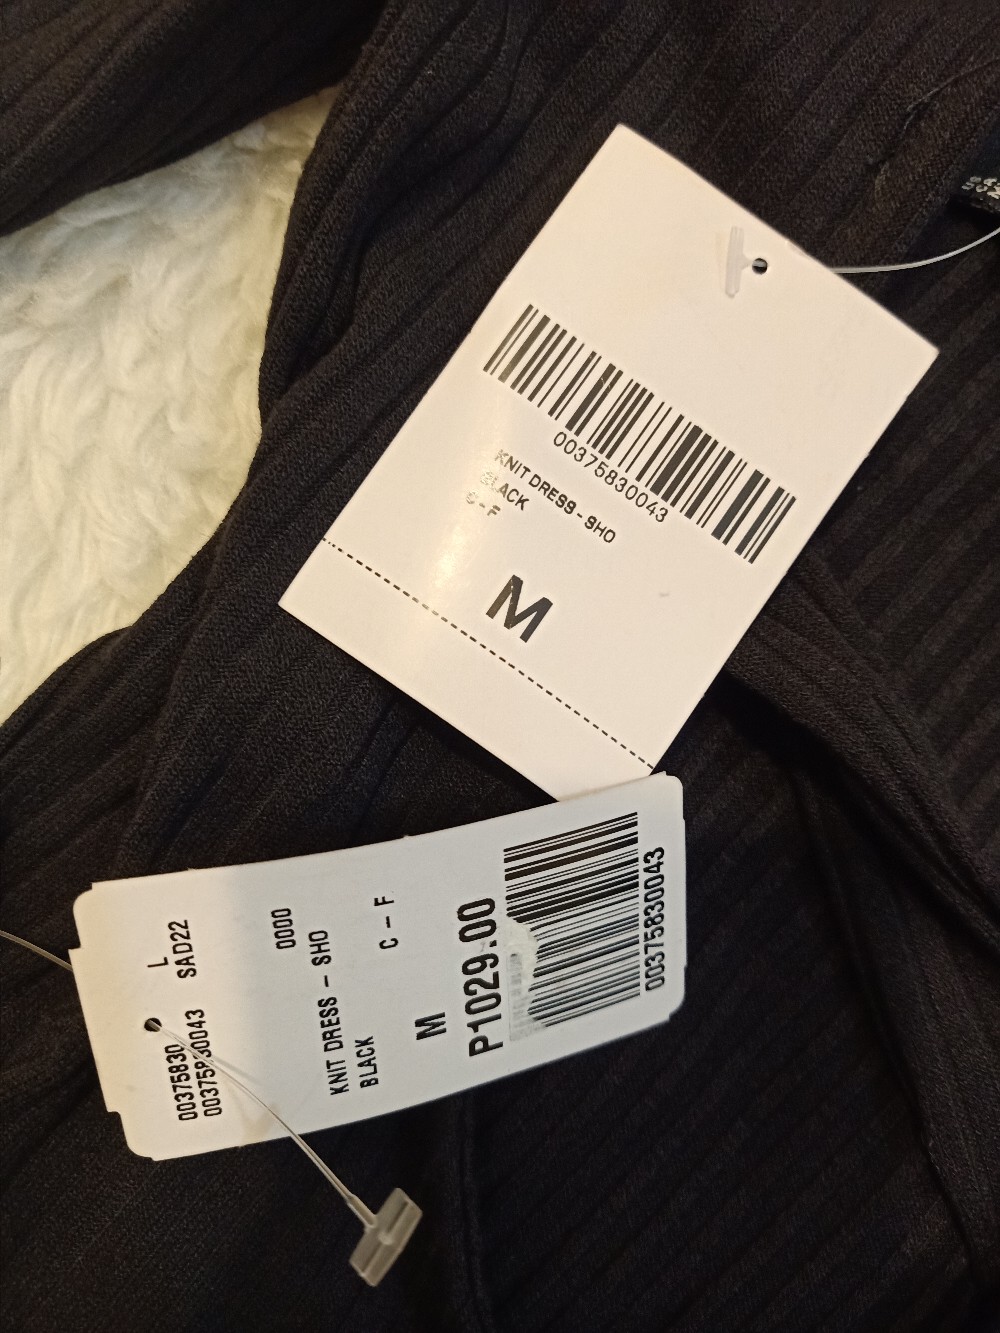 00375830043
KNIT DRESS - SHO
BLACK
C - F
M
L
SAD22
00375830
00375830043
0000
KNIT DRESS - SHO
BLACK
C - F
M
P1029.00
00375830043